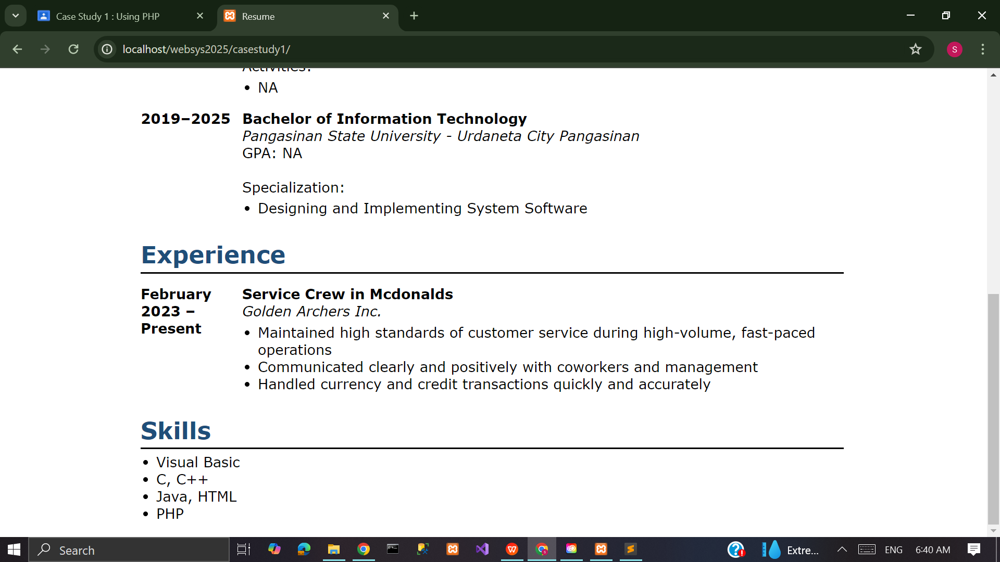 Case Study 1 : Using PHP
Resume
localhost/websys2025/casestudy1/
S
Activities:
• NA
2019–2025 Bachelor of Information Technology
Pangasinan State University - Urdaneta City Pangasinan
GPA: NA
Specialization:
• Designing and Implementing System Software
Experience
February 2023 – Present
Service Crew in Mcdonalds
Golden Archers Inc.
• Maintained high standards of customer service during high-volume, fast-paced
operations
• Communicated clearly and positively with coworkers and management
• Handled currency and credit transactions quickly and accurately
Skills
• Visual Basic
• C, C++
• Java, HTML
• PHP
Search
Extre...
ENG
6:40 AM